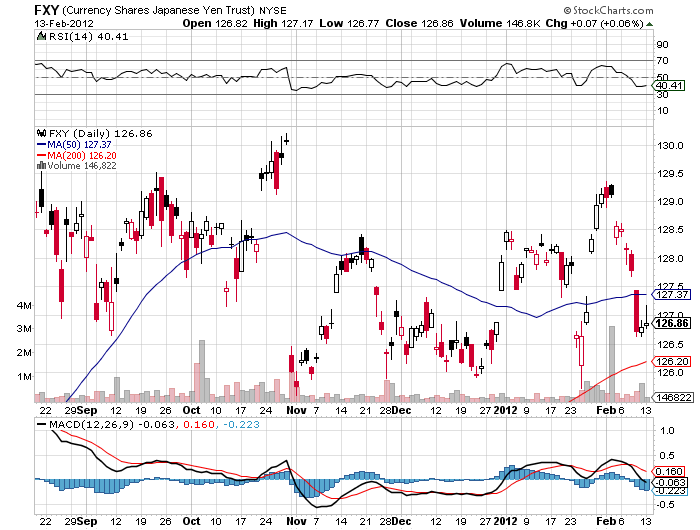 FXY (Currency Shares Japanese Yen Trust) NYSE © StockCharts.com
13-Feb-2012 Open 126.82 High 127.17 Low 126.77 Close 126.86 Volume 146.8K Chg +0.07 (+0.06%)
RSI(14) 40.41
90
70
50
40.41
30
10
FXY (Daily) 126.86
MA(50) 127.37
MA(200) 126.20
Volume 146,822
130.0
129.5
129.0
128.5
128.0
127.5
127.37
127.0
126.86
126.5
126.20
126.0
146822
4M
3M
2M
1M
22 29 Sep 12 19 26 Oct 10 17 24 Nov 7 14 21 28 Dec 12 19 27 2012 9 17 23 Feb 6 13
MACD(12,26,9) -0.063, 0.160, -0.223
1.0
0.5
0.160
-0.063
-0.223
-0.5
22 29 Sep 12 19 26 Oct 10 17 24 Nov 7 14 21 28 Dec 12 19 27 2012 9 17 23 Feb 6 13